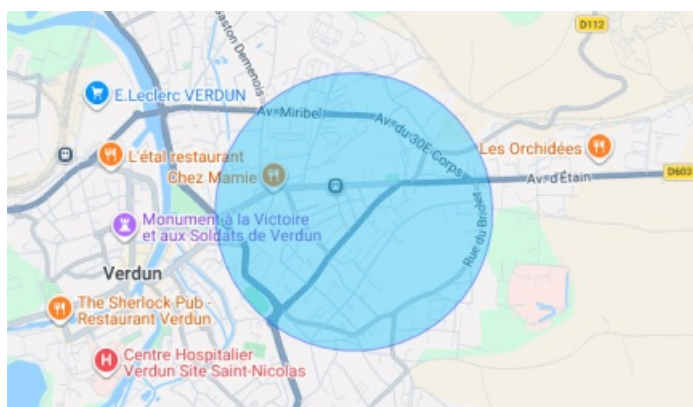 D112
Gaston Demenois
E.Leclerc VERDUN
Av. Miribel
Av. du 30E Corps
L'étal restaurant
Les Orchidées
Chez Mamie
D603
Av. d'Étain
Monument à la Victoire
et aux Soldats de Verdun
Rue du Briolet
Verdun
The Sherlock Pub -
Restaurant Verdun
H
Centre Hospitalier
Verdun Site Saint-Nicolas